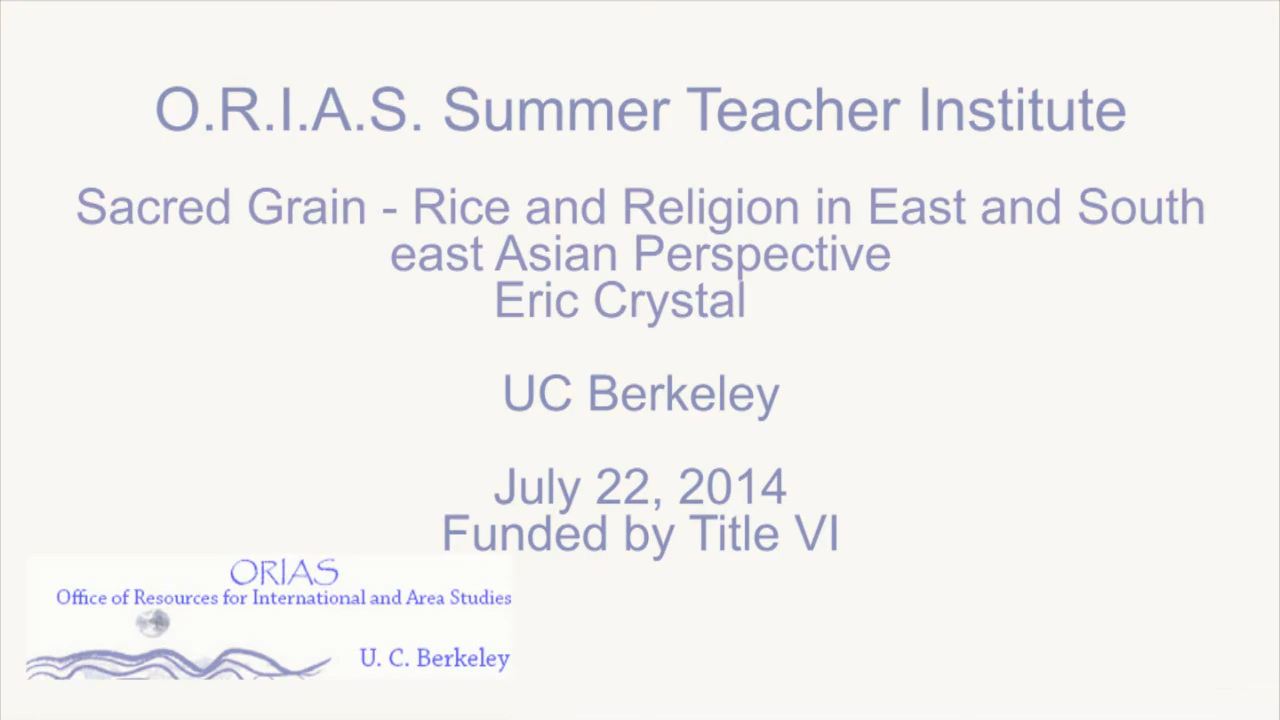 O.R.I.A.S. Summer Teacher Institute
Sacred Grain - Rice and Religion in East and South
east Asian Perspective
Eric Crystal
UC Berkeley
July 22, 2014
Funded by Title VI
ORIAS
Office of Resources for International and Area Studies
U. C. Berkeley